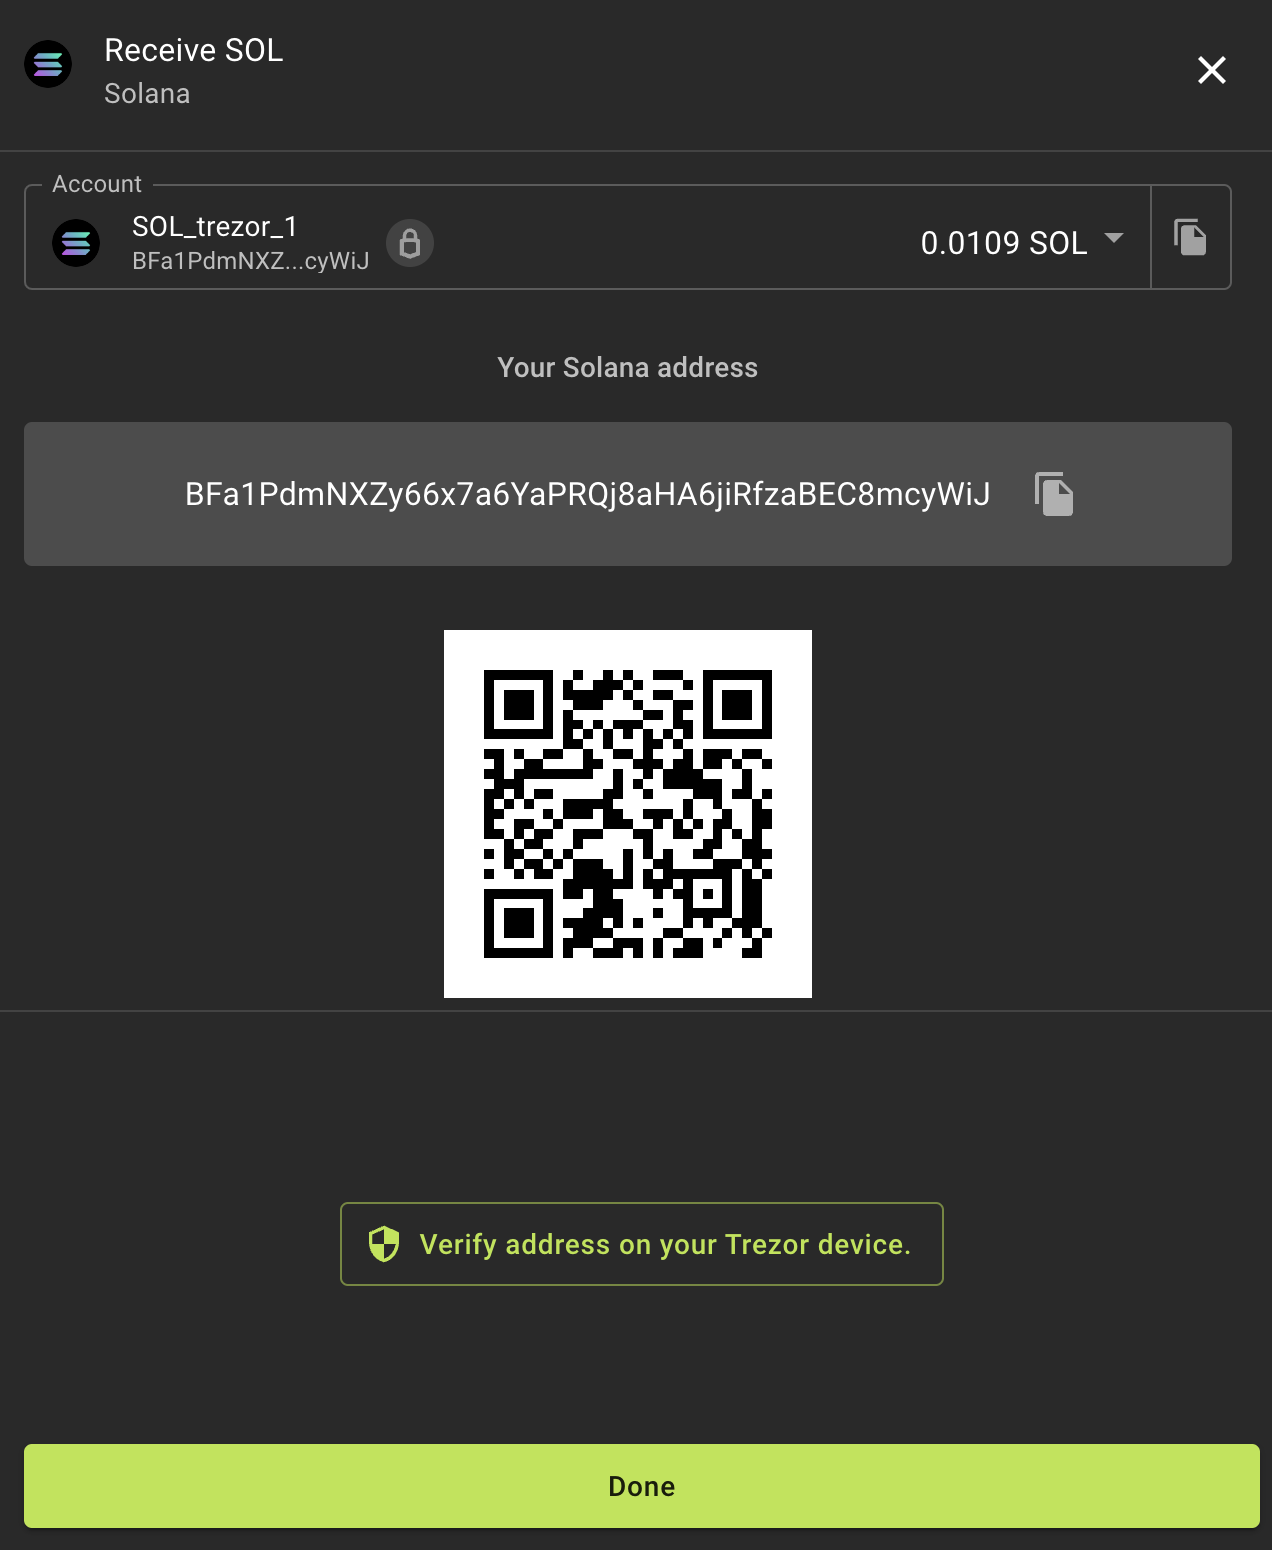 Receive SOL
Solana
Account
SOL_trezor_1
BFa1PdmNXZ...cyWiJ
0.0109 SOL
Your Solana address
BFa1PdmNXZy66x7a6YaPRQj8aHA6jiRfzaBEC8mcyWiJ
Verify address on your Trezor device.
Done